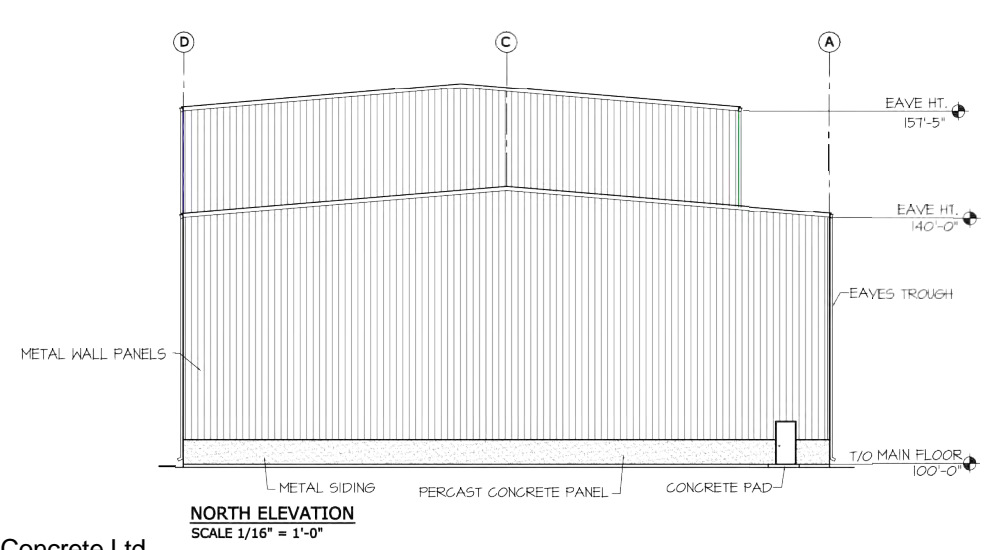 D
C
A
EAVE HT.
157'-5"
EAVE HT.
140'-0"
EAYES TROUGH
METAL WALL PANELS
T/O MAIN FLOOR
100'-0"
METAL SIDING
PERCAST CONCRETE PANEL
CONCRETE PAD
NORTH ELEVATION
SCALE 1/16" = 1'-0"
Concrete Ltd